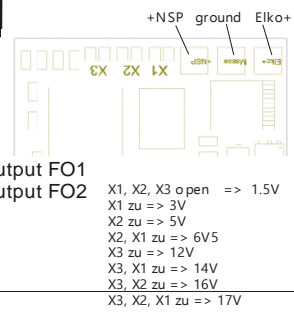 +NSP ground Elko+
X3 X2 X1 +NSP Masse Elko+
utput FO1
utput FO2
X1, X2, X3 open => 1.5V
X1 zu => 3V
X2 zu => 5V
X2, X1 zu => 6V5
X3 zu => 12V
X3, X1 zu => 14V
X3, X2 zu => 16V
X3, X2, X1 zu => 17V